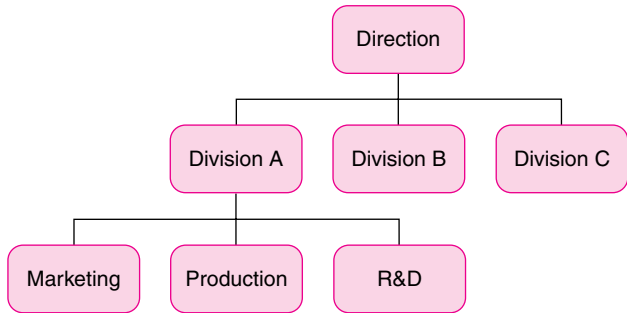 Direction
Division A
Division B
Division C
Marketing
Production
R&D